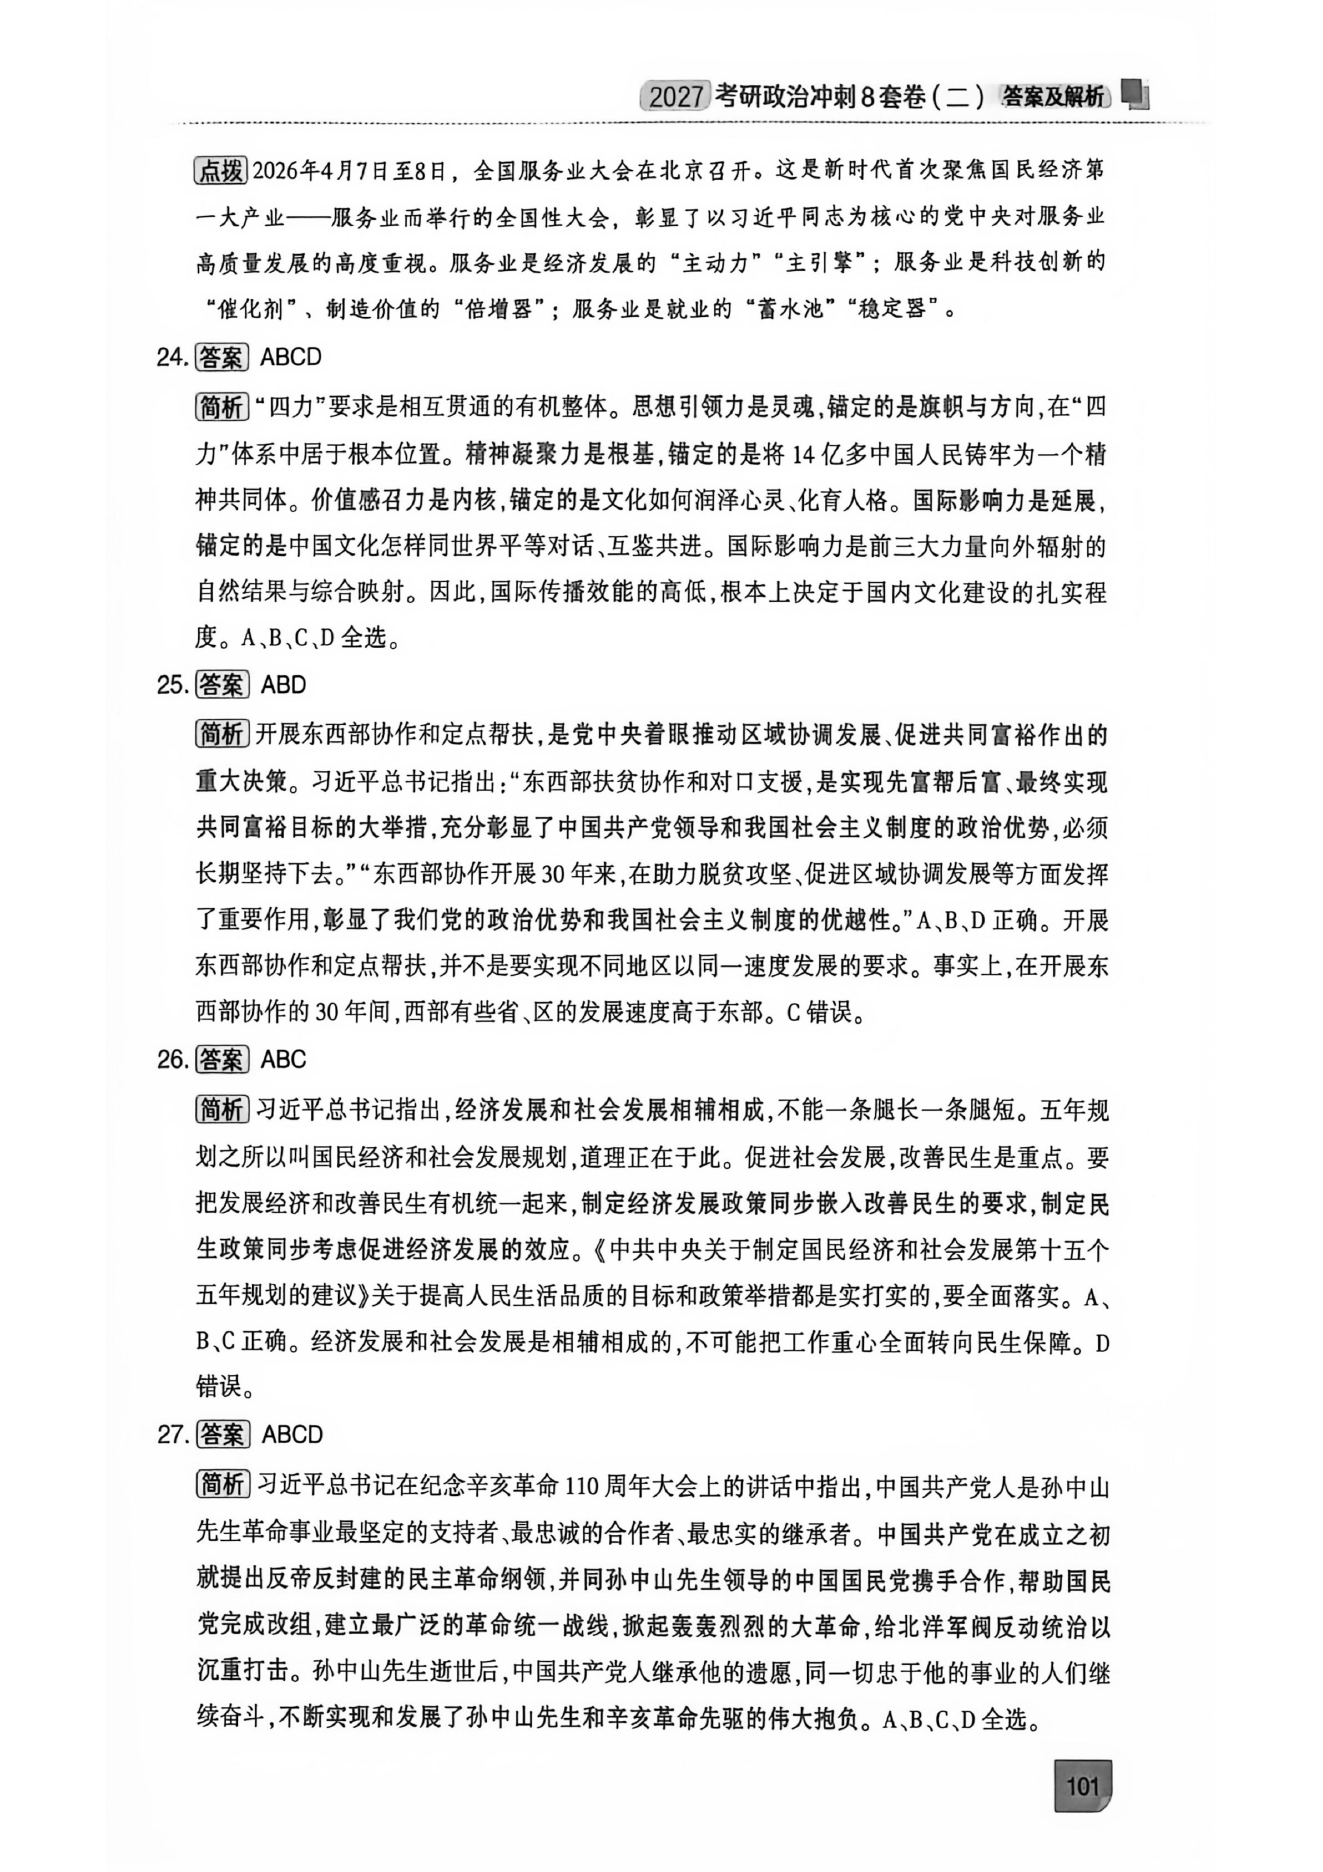 2027 考研政治冲刺8套卷(二) 答案及解析
点拨 2026年4月7日至8日，全国服务业大会在北京召开。这是新时代首次聚焦国民经济第
一大产业——服务业而举行的全国性大会，彰显了以习近平同志为核心的党中央对服务业
高质量发展的高度重视。服务业是经济发展的“主动力”“主引擎”；服务业是科技创新的
“催化剂”、制造价值的“倍增器”；服务业是就业的“蓄水池”“稳定器”。
24. 答案 ABCD
简析 “四力”要求是相互贯通的有机整体。思想引领力是灵魂,锚定的是旗帜与方向,在“四
力”体系中居于根本位置。精神凝聚力是根基,锚定的是将14亿多中国人民铸牢为一个精
神共同体。价值感召力是内核,锚定的是文化如何润泽心灵、化育人格。国际影响力是延展,
锚定的是中国文化怎样同世界平等对话、互鉴共进。国际影响力是前三大力量向外辐射的
自然结果与综合映射。因此,国际传播效能的高低,根本上决定于国内文化建设的扎实程
度。A、B、C、D全选。
25. 答案 ABD
简析 开展东西部协作和定点帮扶,是党中央着眼推动区域协调发展、促进共同富裕作出的
重大决策。习近平总书记指出:“东西部扶贫协作和对口支援,是实现先富帮后富、最终实现
共同富裕目标的大举措,充分彰显了中国共产党领导和我国社会主义制度的政治优势,必须
长期坚持下去。”“东西部协作开展30年来,在助力脱贫攻坚、促进区域协调发展等方面发挥
了重要作用,彰显了我们党的政治优势和我国社会主义制度的优越性。”A、B、D正确。开展
东西部协作和定点帮扶,并不是要实现不同地区以同一速度发展的要求。事实上,在开展东
西部协作的30年间,西部有些省、区的发展速度高于东部。C错误。
26. 答案 ABC
简析 习近平总书记指出,经济发展和社会发展相辅相成,不能一条腿长一条腿短。五年规
划之所以叫国民经济和社会发展规划,道理正在于此。促进社会发展,改善民生是重点。要
把发展经济和改善民生有机统一起来,制定经济发展政策同步嵌入改善民生的要求,制定民
生政策同步考虑促进经济发展的效应。《中共中央关于制定国民经济和社会发展第十五个
五年规划的建议》关于提高人民生活品质的目标和政策举措都是实打实的,要全面落实。A、
B、C正确。经济发展和社会发展是相辅相成的,不可能把工作重心全面转向民生保障。D
错误。
27. 答案 ABCD
简析 习近平总书记在纪念辛亥革命110周年大会上的讲话中指出,中国共产党人是孙中山
先生革命事业最坚定的支持者、最忠诚的合作者、最忠实的继承者。中国共产党在成立之初
就提出反帝反封建的民主革命纲领,并同孙中山先生领导的中国国民党携手合作,帮助国民
党完成改组,建立最广泛的革命统一战线,掀起轰轰烈烈的大革命,给北洋军阀反动统治以
沉重打击。孙中山先生逝世后,中国共产党人继承他的遗愿,同一切忠于他的事业的人们继
续奋斗,不断实现和发展了孙中山先生和辛亥革命先驱的伟大抱负。A、B、C、D全选。
101